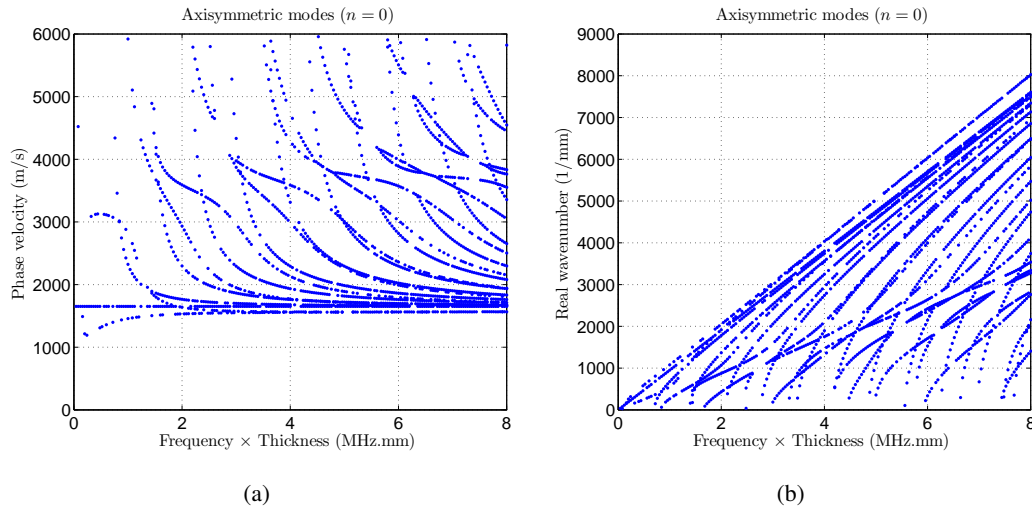 Axisymmetric modes (n = 0)
6000
5000
4000
3000
2000
1000
0
Phase velocity (m/s)
0 2 4 6 8
Frequency × Thickness (MHz.mm)
(a)
Axisymmetric modes (n = 0)
9000
8000
7000
6000
5000
4000
3000
2000
1000
0
Real wavenumber (1/mm)
0 2 4 6 8
Frequency × Thickness (MHz.mm)
(b)